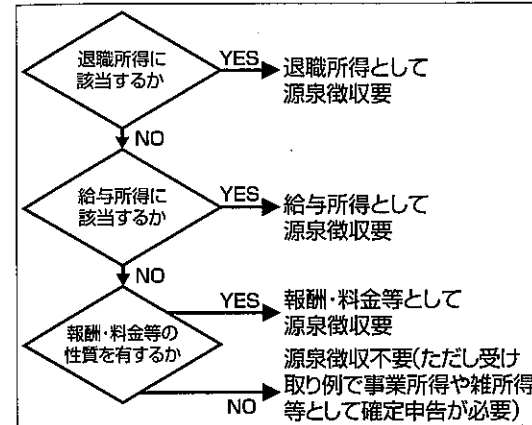 退職所得に
該当するか
YES
退職所得として
源泉徴収要
NO
給与所得に
該当するか
YES
給与所得として
源泉徴収要
NO
報酬・料金等の
性質を有するか
YES
報酬・料金等として
源泉徴収要
NO
源泉徴収不要(ただし受け
取り例で事業所得や雑所得
等として確定申告が必要)